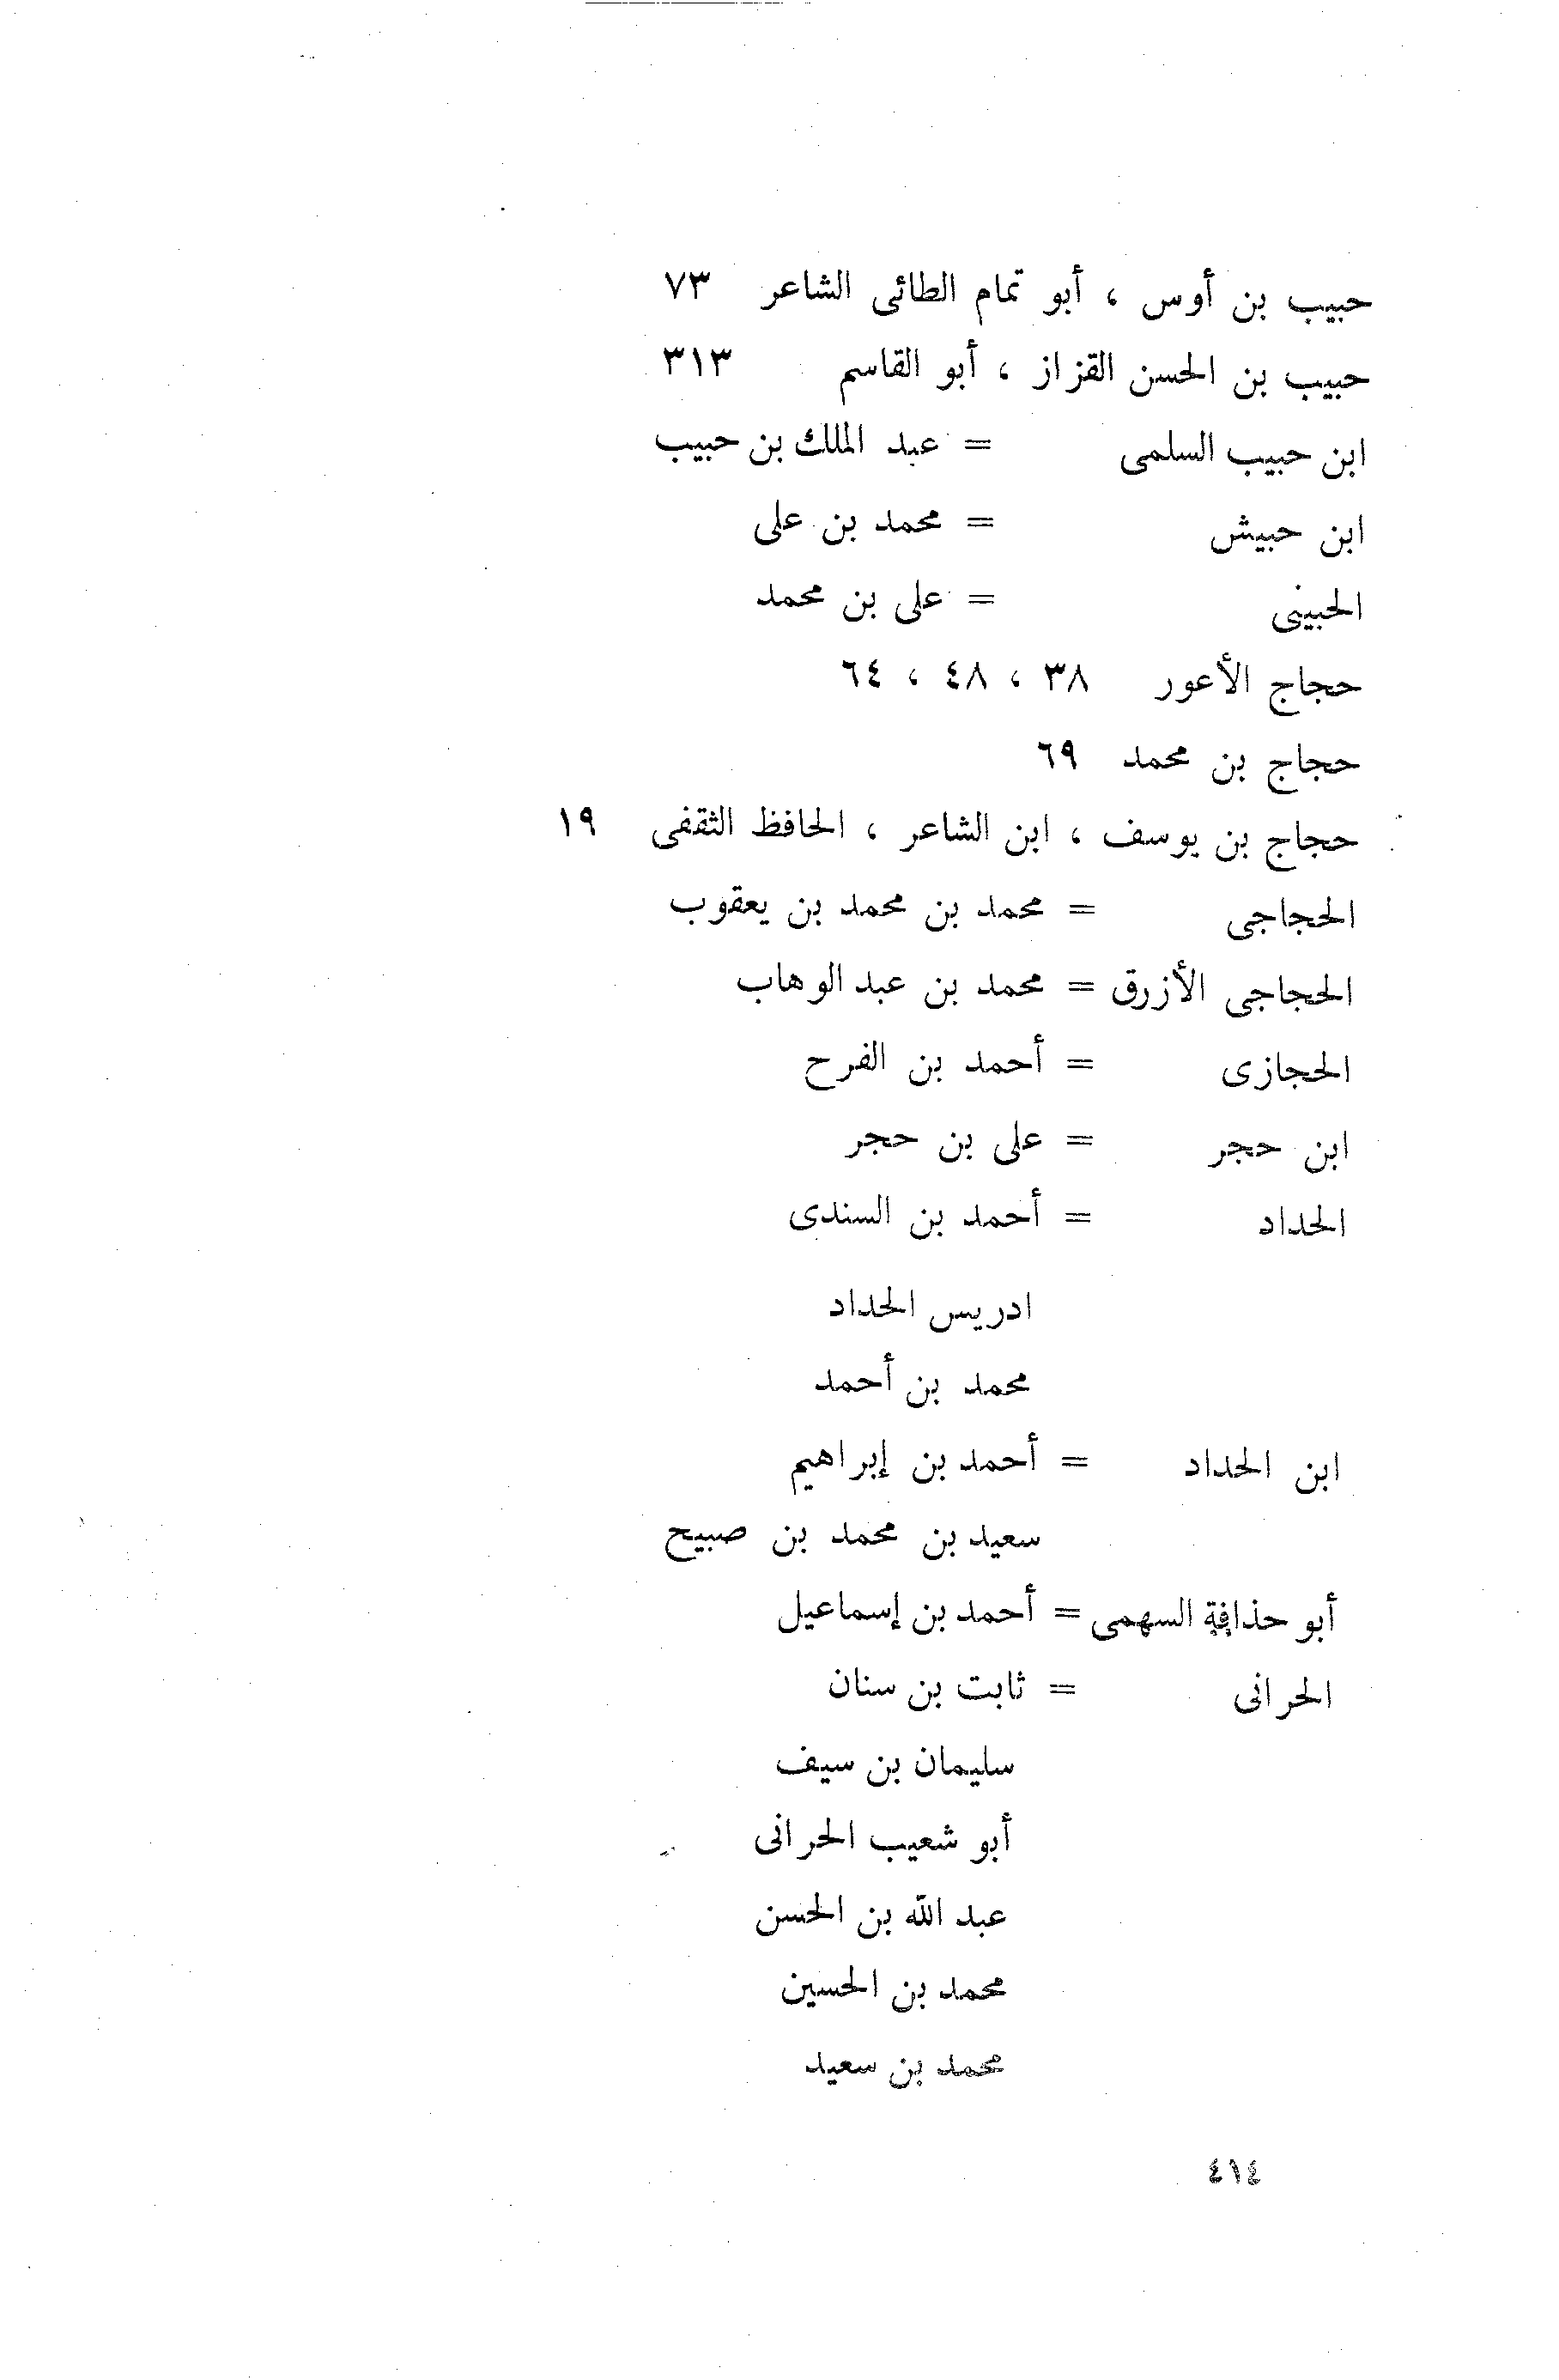 حبيب بن أوس ، أبو تمام الطائى الشاعر ٧٣
حبيب بن الحسن القزاز ، أبو القاسم ٣١٣
ابن حبيب السلمى = عبد الملك بن حبيب
ابن حبيش = محمد بن على
الحبينى = على بن محمد
حجاج الأعور ٣٨ ، ٤٨ ، ٦٤
حجاج بن محمد ٦٩
حجاج بن يوسف ، ابن الشاعر ، الحافظ الثقفى ١٩
الحجاجى = محمد بن محمد بن يعقوب
الحجاجى الأزرق = محمد بن عبد الوهاب
الحجازى = أحمد بن الفرح
ابن حجر = على بن حجر
الحداد = أحمد بن السندى
ادريس الحداد
محمد بن أحمد
ابن الحداد = أحمد بن إبراهيم
سعيد بن محمد بن صبيح
أبو حذافة السهمى = أحمد بن إسماعيل
الحرانى = ثابت بن سنان
سليمان بن سيف
أبو شعيب الحرانى
عبد الله بن الحسن
محمد بن الحسين
محمد بن سعيد
٤١٤